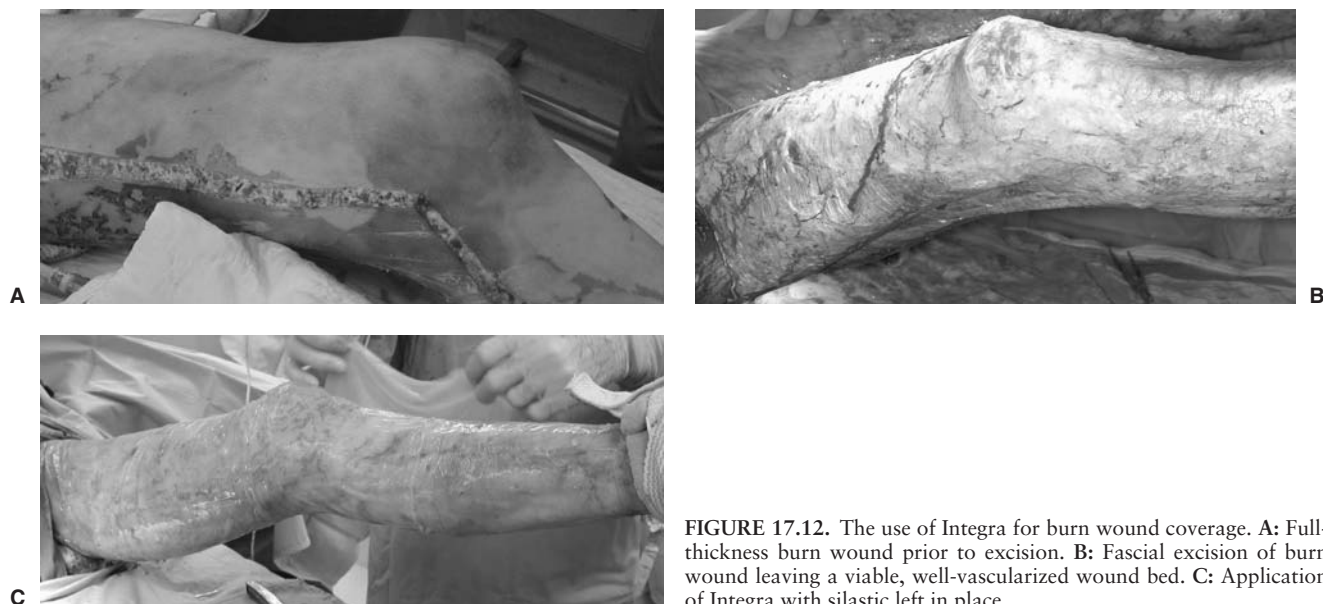 A
B
C
FIGURE 17.12. The use of Integra for burn wound coverage. A: Full-
thickness burn wound prior to excision. B: Fascial excision of burn
wound leaving a viable, well-vascularized wound bed. C: Application
of Integra with silastic left in place.